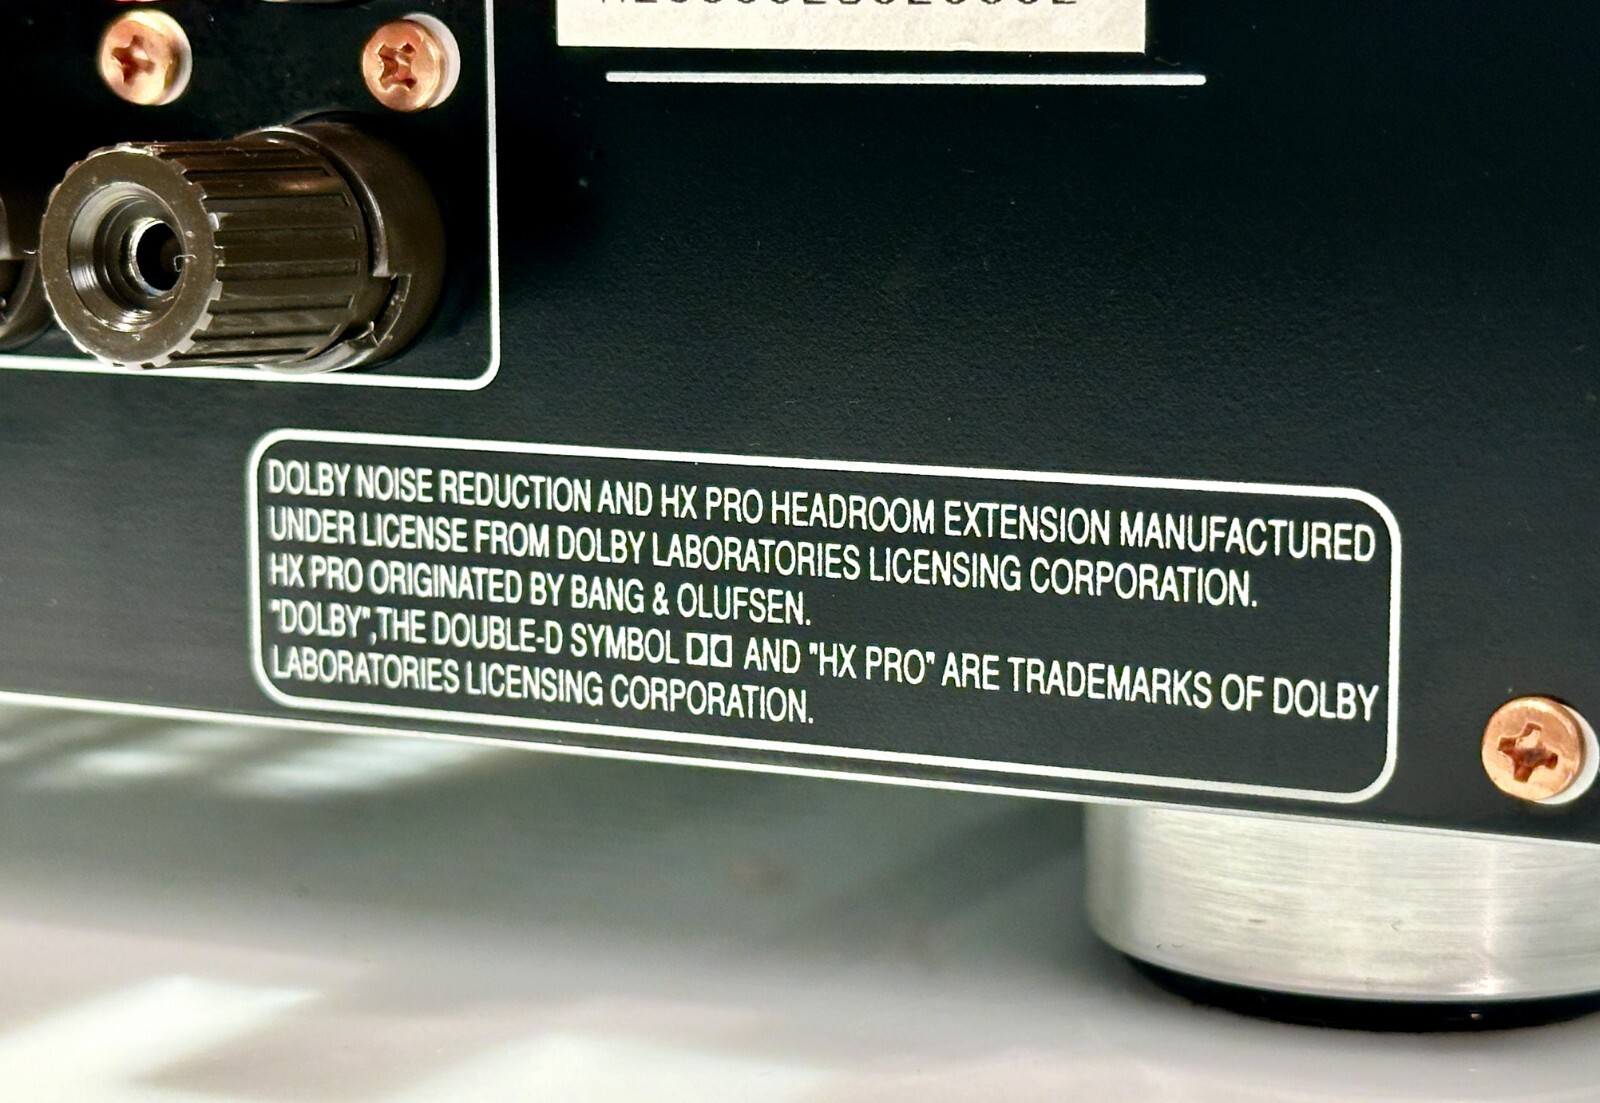 DOLBY NOISE REDUCTION AND HX PRO HEADROOM EXTENSION MANUFACTURED
UNDER LICENSE FROM DOLBY LABORATORIES LICENSING CORPORATION.
HX PRO ORIGINATED BY BANG & OLUFSEN.
"DOLBY",THE DOUBLE-D SYMBOL AND "HX PRO" ARE TRADEMARKS OF DOLBY
LABORATORIES LICENSING CORPORATION.